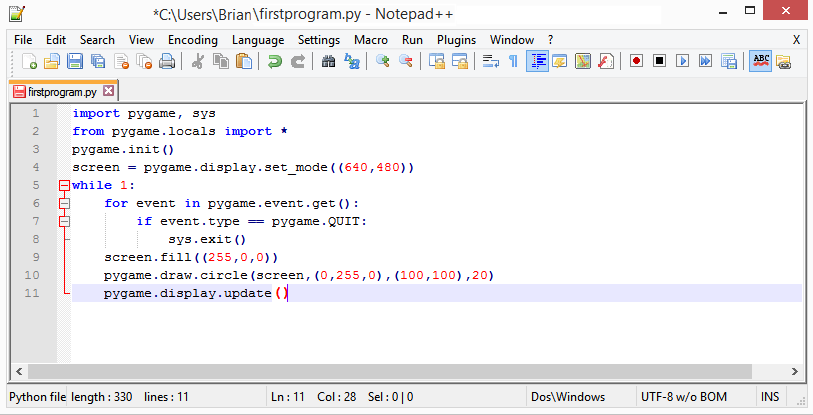 *C:\Users\Brian\firstprogram.py - Notepad++
File Edit Search View Encoding Language Settings Macro Run Plugins Window ? X
ABC
firstprogram.py
1 import pygame, sys
2 from pygame.locals import *
3 pygame.init()
4 screen = pygame.display.set_mode((640,480))
5 while 1:
6     for event in pygame.event.get():
7         if event.type == pygame.QUIT:
8             sys.exit()
9     screen.fill((255,0,0))
10     pygame.draw.circle(screen,(0,255,0),(100,100),20)
11     pygame.display.update()
Python file length : 330 lines : 11 Ln : 11 Col : 28 Sel : 0 | 0 Dos\Windows UTF-8 w/o BOM INS